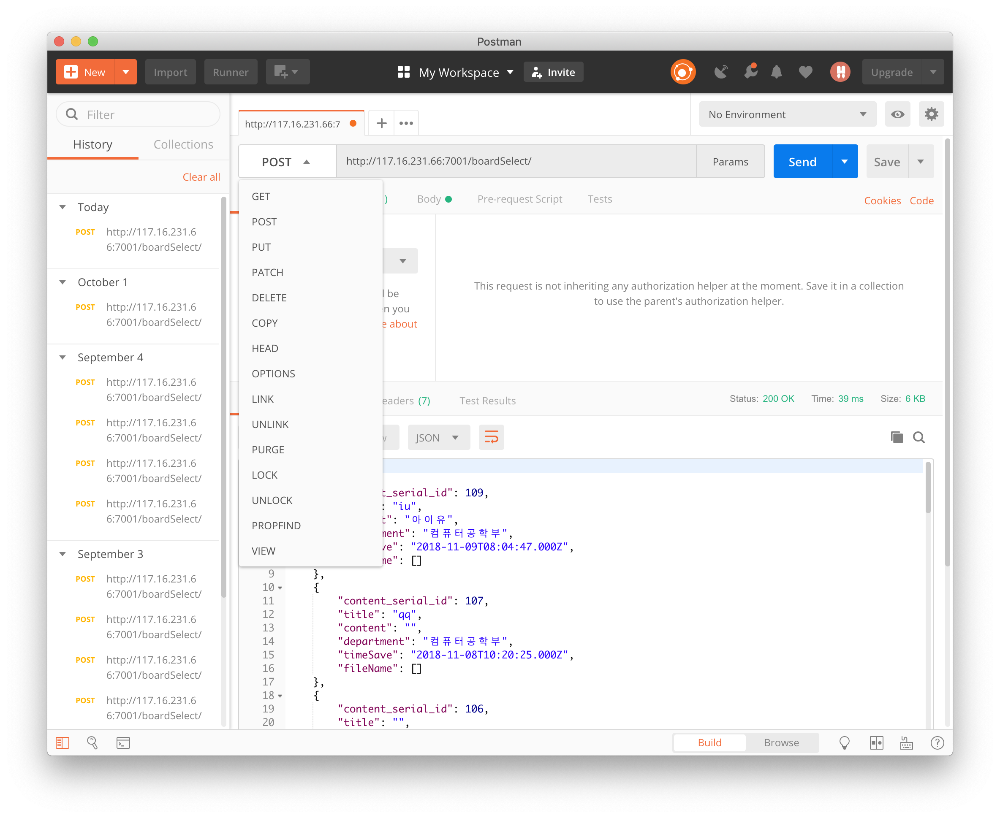 Postman
New
Import
Runner
My Workspace
Invite
Upgrade
Filter
History
Collections
Clear all
Today
POST http://117.16.231.6
6:7001/boardSelect/
October 1
POST http://117.16.231.6
6:7001/boardSelect/
September 4
POST http://117.16.231.6
6:7001/boardSelect/
POST http://117.16.231.6
6:7001/boardSelect/
POST http://117.16.231.6
6:7001/boardSelect/
POST http://117.16.231.6
6:7001/boardSelect/
September 3
POST http://117.16.231.6
6:7001/boardSelect/
POST http://117.16.231.6
6:7001/boardSelect/
POST http://117.16.231.6
6:7001/boardSelect/
POST http://117.16.231.6
6:7001/boardSelect/
http://117.16.231.66:7
No Environment
POST
http://117.16.231.66:7001/boardSelect/
Params
Send
Save
GET
POST
PUT
PATCH
DELETE
COPY
HEAD
OPTIONS
LINK
UNLINK
PURGE
LOCK
UNLOCK
PROPFIND
VIEW
)
Body
Pre-request Script
Tests
Cookies
Code
l be
en you
e about
This request is not inheriting any authorization helper at the moment. Save it in a collection
to use the parent's authorization helper.
eaders (7)
Test Results
Status: 200 OK
Time: 39 ms
Size: 6 KB
w
JSON
t_serial_id": 109,
: "iu",
t": "아이유",
ment": "컴퓨터공학부",
ve": "2018-11-09T08:04:47.000Z",
me": []
9 },
10 {
11 "content_serial_id": 107,
12 "title": "qq",
13 "content": "",
14 "department": "컴퓨터공학부",
15 "timeSave": "2018-11-08T10:20:25.000Z",
16 "fileName": []
17 },
18 {
19 "content_serial_id": 106,
20 "title": "",
Build
Browse